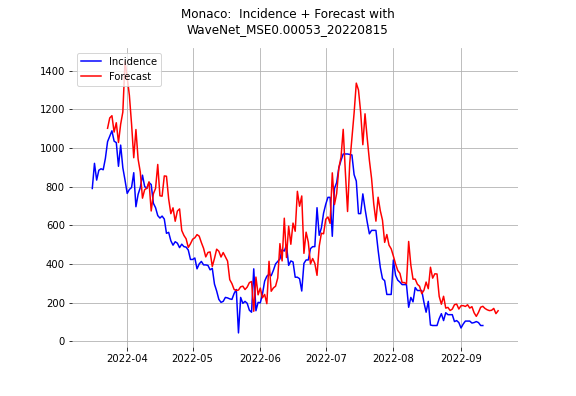 Monaco:  Incidence + Forecast with
WaveNet_MSE0.00053_20220815
Incidence
Forecast
1400
1200
1000
800
600
400
200
0
2022-04 2022-05 2022-06 2022-07 2022-08 2022-09